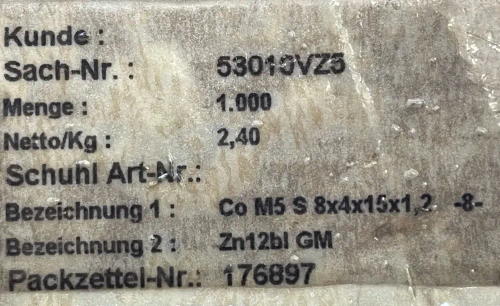 Kunde :
Sach-Nr. : 53013VZ5
Menge : 1.000
Netto/Kg : 2,40
Schuhl Art-Nr.:
Bezeichnung 1 : Co M5 S 8x4x15x1,2 -8-
Bezeichnung 2 : Zn12bl GM
Packzettel-Nr.: 176897